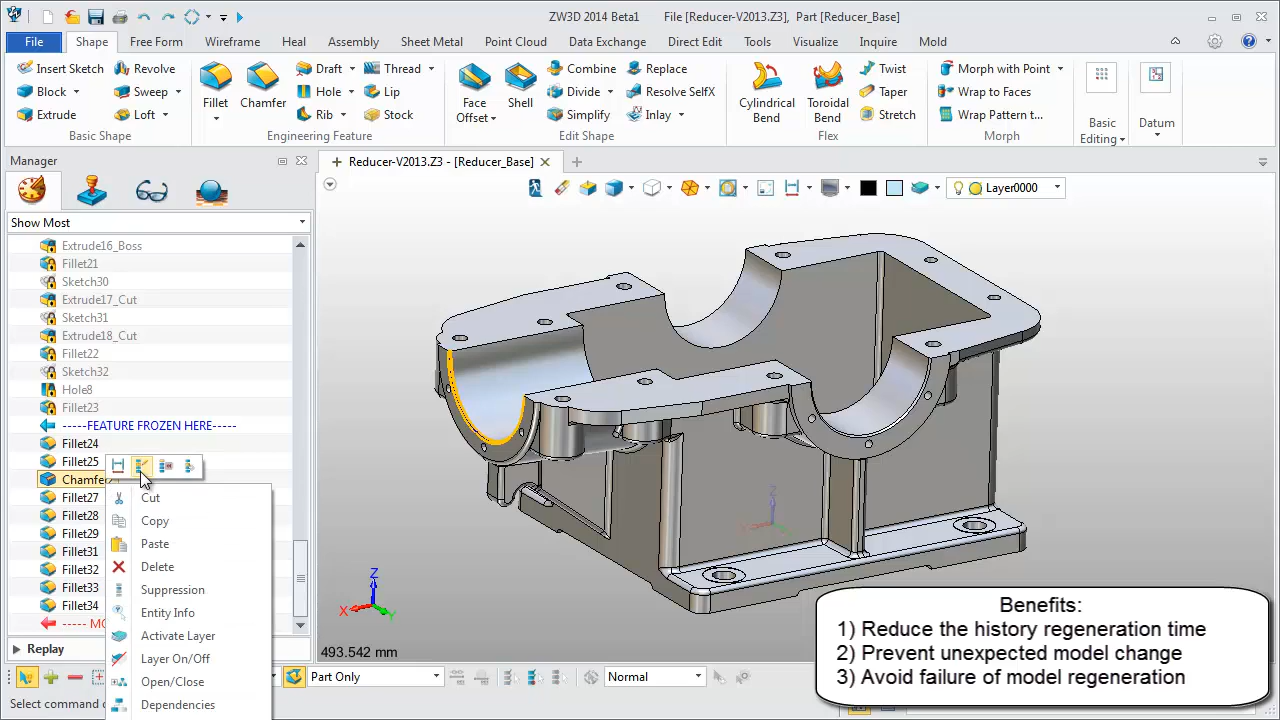 ZW3D 2014 Beta1 File [Reducer-V2013.Z3], Part [Reducer_Base]
File Shape Free Form Wireframe Heal Assembly Sheet Metal Point Cloud Data Exchange Direct Edit Tools Visualize Inquire Mold
Insert Sketch Revolve Draft Thread Combine Replace Twist Morph with Point
Block Sweep Hole Lip Divide Resolve SelfX Taper Wrap to Faces
Extrude Loft Rib Stock Simplify Inlay Stretch Wrap Pattern t...
Fillet Chamfer Face Offset Shell Cylindrical Bend Toroidal Bend Basic Editing Datum
Basic Shape Engineering Feature Edit Shape Flex Morph
Manager
Reducer-V2013.Z3 - [Reducer_Base]
Layer0000
Show Most
Extrude16_Boss
Fillet21
Sketch30
Extrude17_Cut
Sketch31
Extrude18_Cut
Fillet22
Sketch32
Hole8
Fillet23
-----FEATURE FROZEN HERE-----
Fillet24
Fillet25
Fillet27
Fillet28
Fillet29
Fillet31
Fillet32
Fillet33
Fillet34
Replay
Cut
Copy
Paste
Delete
Suppression
Entity Info
Activate Layer
Layer On/Off
Open/Close
Dependencies
Z
X
Y
Z
493.542 mm
Part Only
Normal
Benefits:
1) Reduce the history regeneration time
2) Prevent unexpected model change
3) Avoid failure of model regeneration